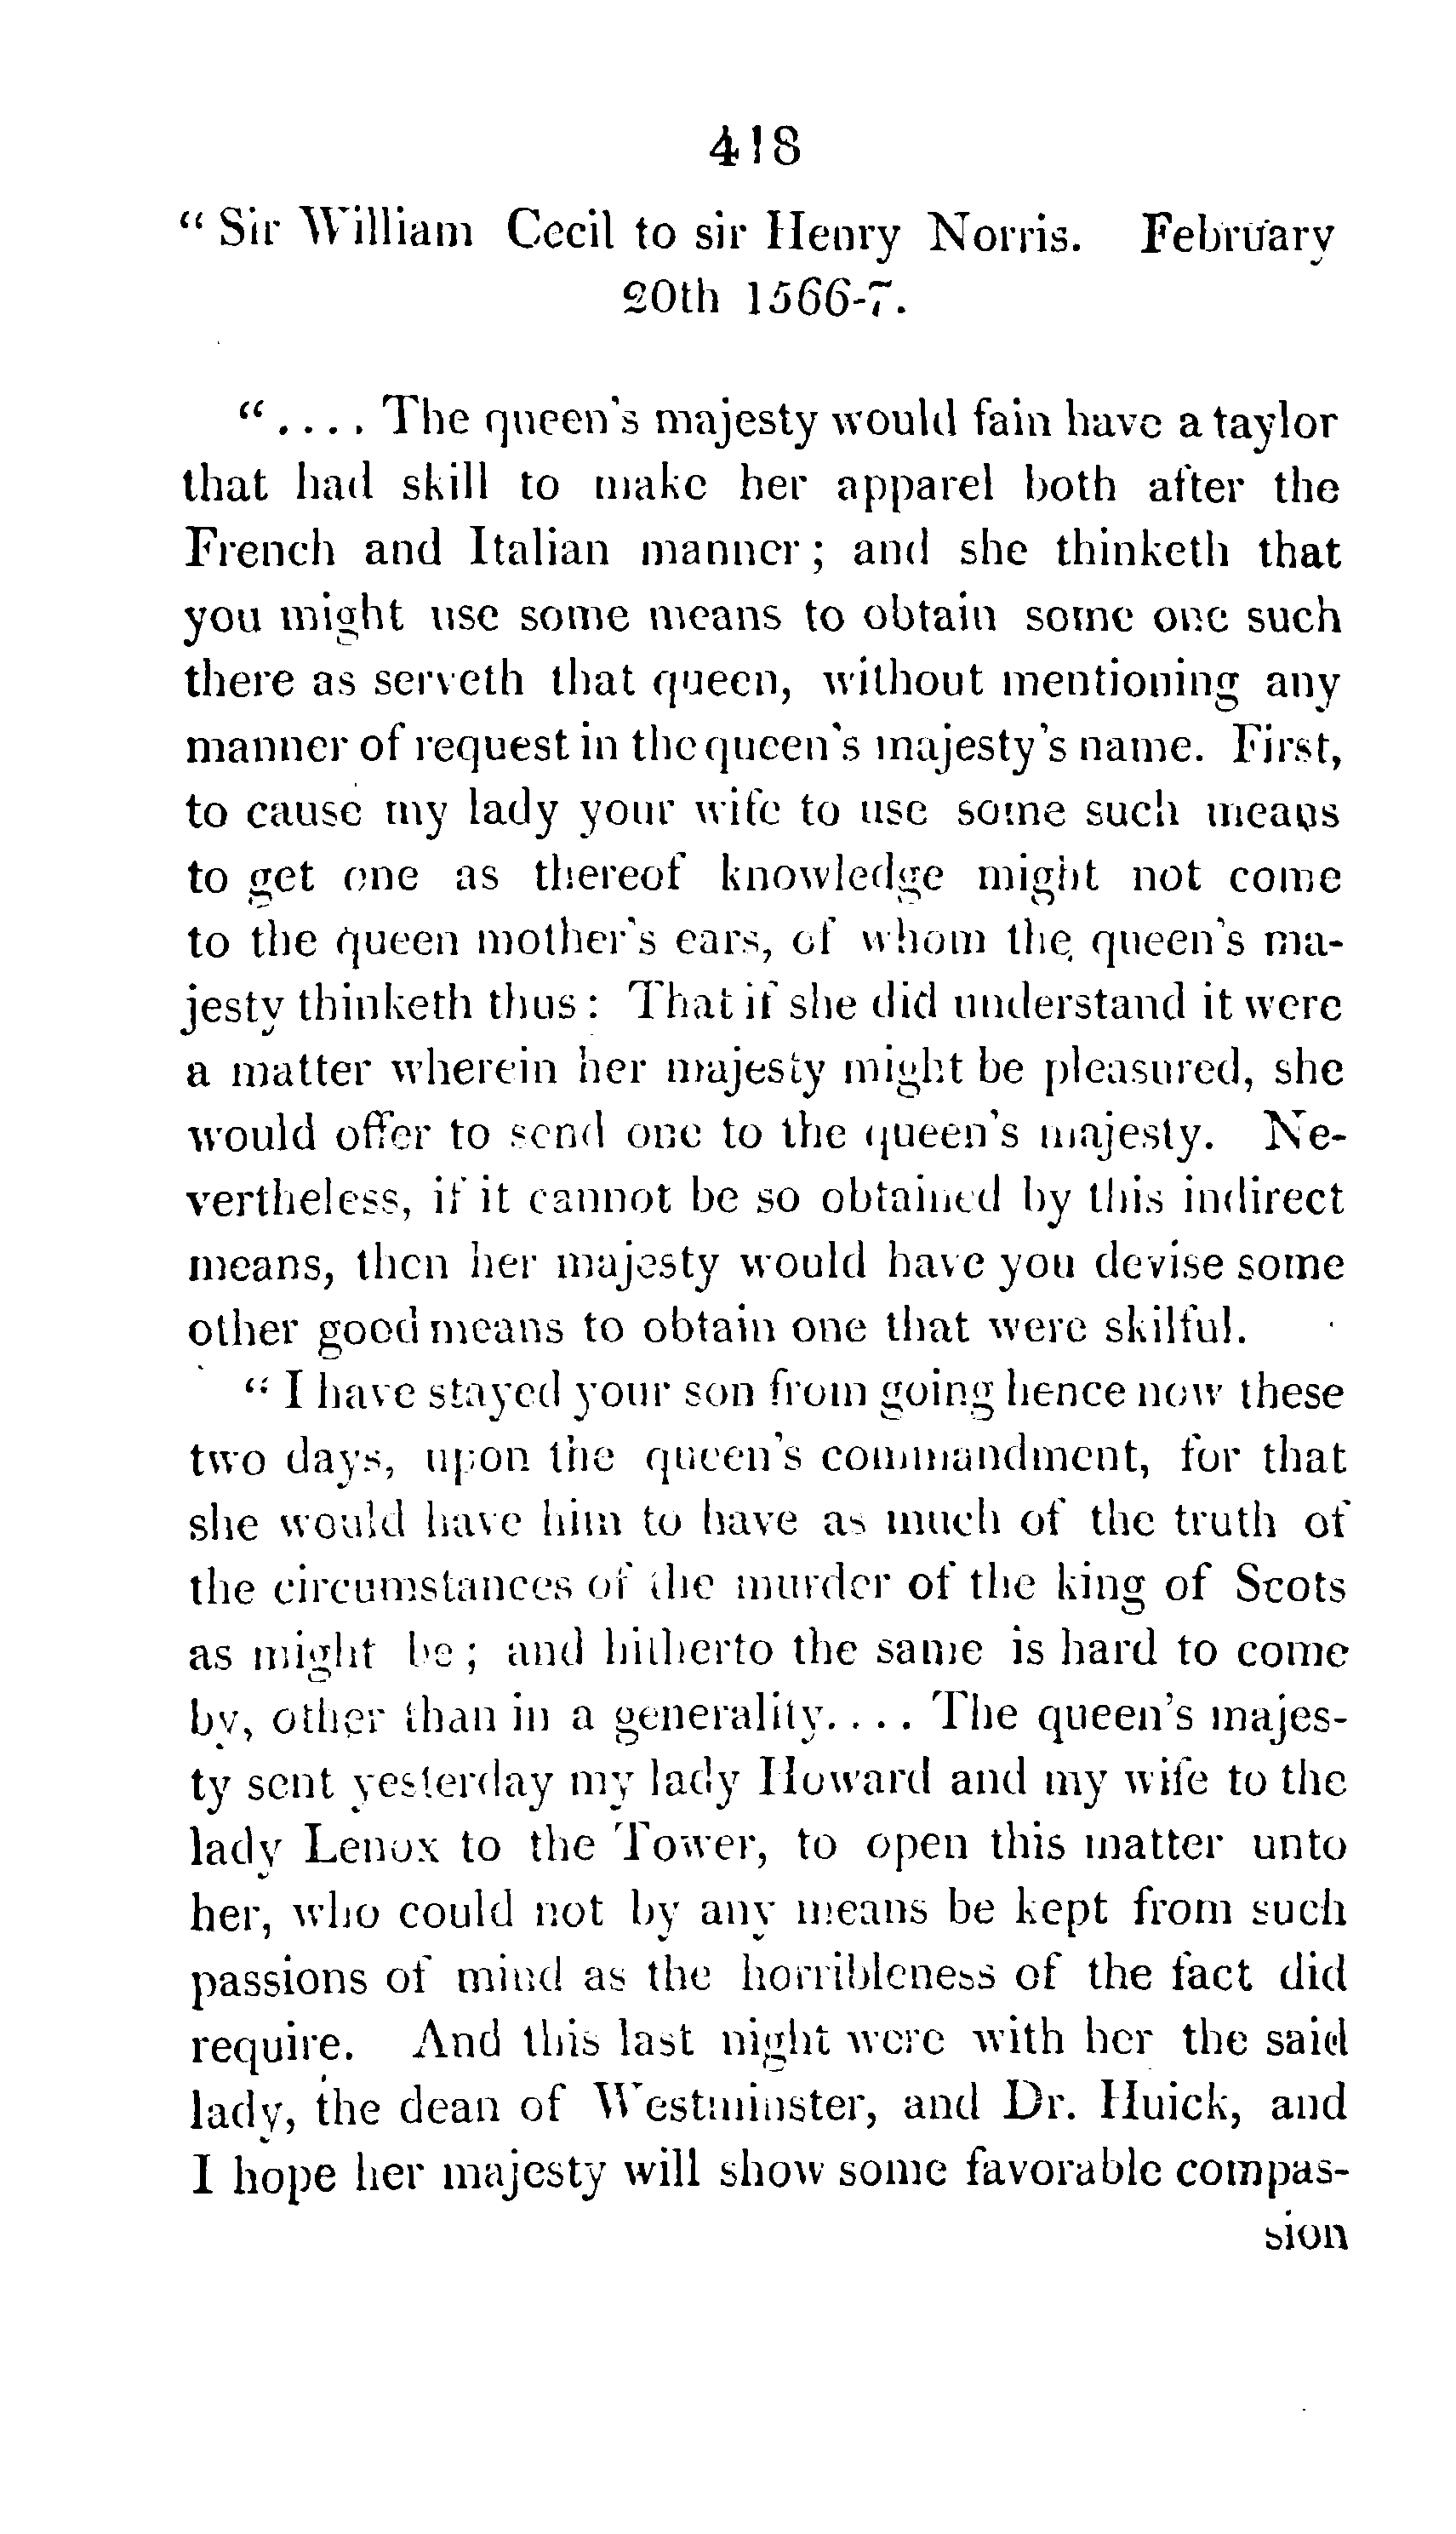 418
“ Sir William Cecil to sir Henry Norris. February
20th 1566-7.
“ . . . . The queen's majesty would fain have a taylor
that had skill to make her apparel both after the
French and Italian manner ; and she thinketh that
you might use some means to obtain some one such
there as serveth that queen, without mentioning any
manner of request in the queen's majesty's name. First,
to cause my lady your wife to use some such means
to get one as thereof knowledge might not come
to the queen mother's ears, of whom the queen's ma-
jesty thinketh thus : That if she did understand it were
a matter wherein her majesty might be pleasured, she
would offer to send one to the queen's majesty. Ne-
vertheless, if it cannot be so obtained by this indirect
means, then her majesty would have you devise some
other good means to obtain one that were skilful.
“ I have stayed your son from going hence now these
two days, upon the queen's commandment, for that
she would have him to have as much of the truth of
the circumstances of the murder of the king of Scots
as might be ; and hitherto the same is hard to come
by, other than in a generality. . . . The queen's majes-
ty sent yesterday my lady Howard and my wife to the
lady Lenox to the Tower, to open this matter unto
her, who could not by any means be kept from such
passions of mind as the horribleness of the fact did
require. And this last night were with her the said
lady, the dean of Westminster, and Dr. Huick, and
I hope her majesty will show some favorable compas-
sion